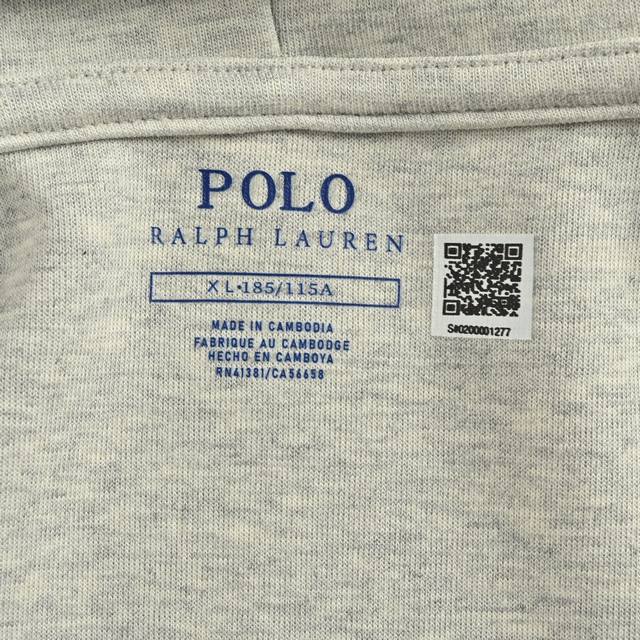 POLO
RALPH LAUREN
XL•185/115A
MADE IN CAMBODIA
FABRIQUE AU CAMBODGE
HECHO EN CAMBOYA
RN41381/CA56658
S#0200001277